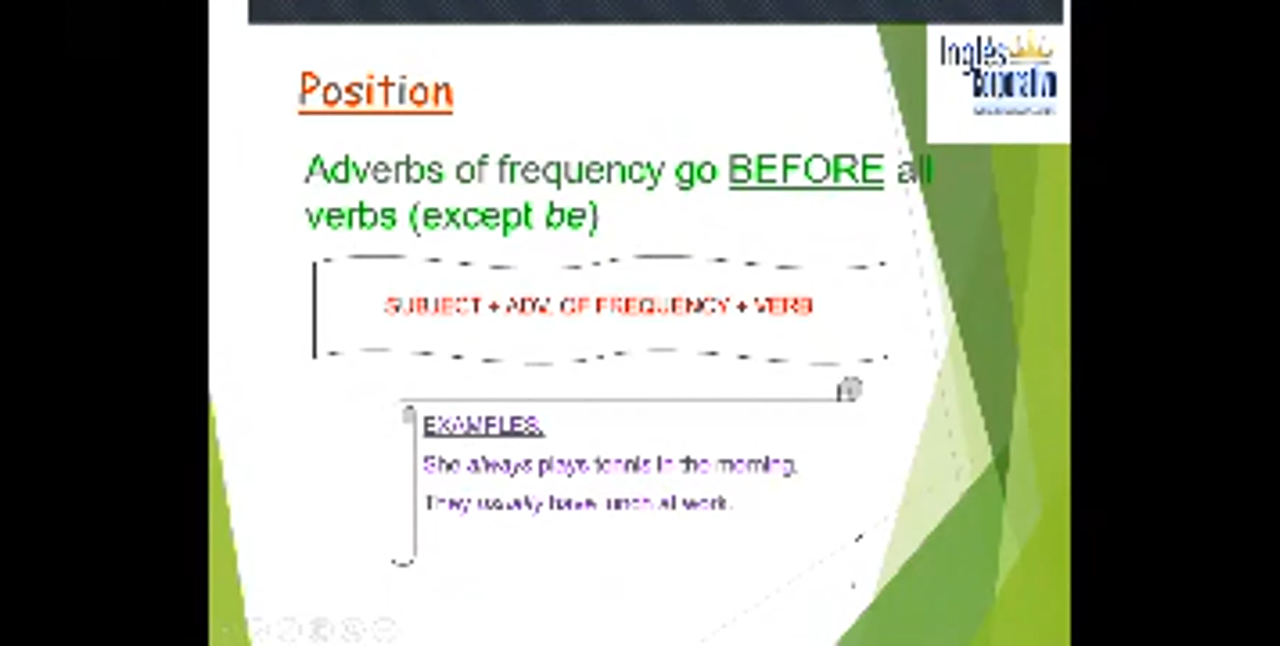 Inglés
Corporativo
Position
Adverbs of frequency go BEFORE all
verbs (except be)
SUBJECT + ADV. OF FREQUENCY + VERB
EXAMPLES:
She always plays tennis in the morning.
They usually have lunch at work.